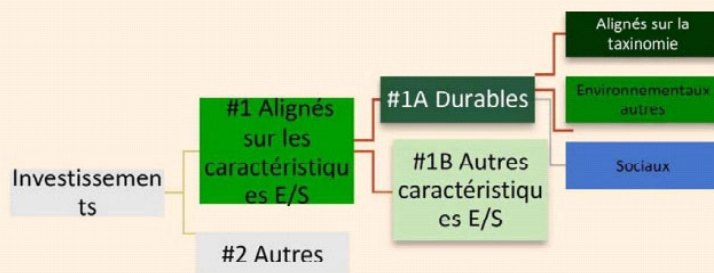 Investissemen
ts
#1 Alignés
sur les
caractéristiqu
es E/S
#2 Autres
#1A Durables
#1B Autres
caractéristiqu
es E/S
Alignés sur la
taxinomie
Environnementaux
autres
Sociaux